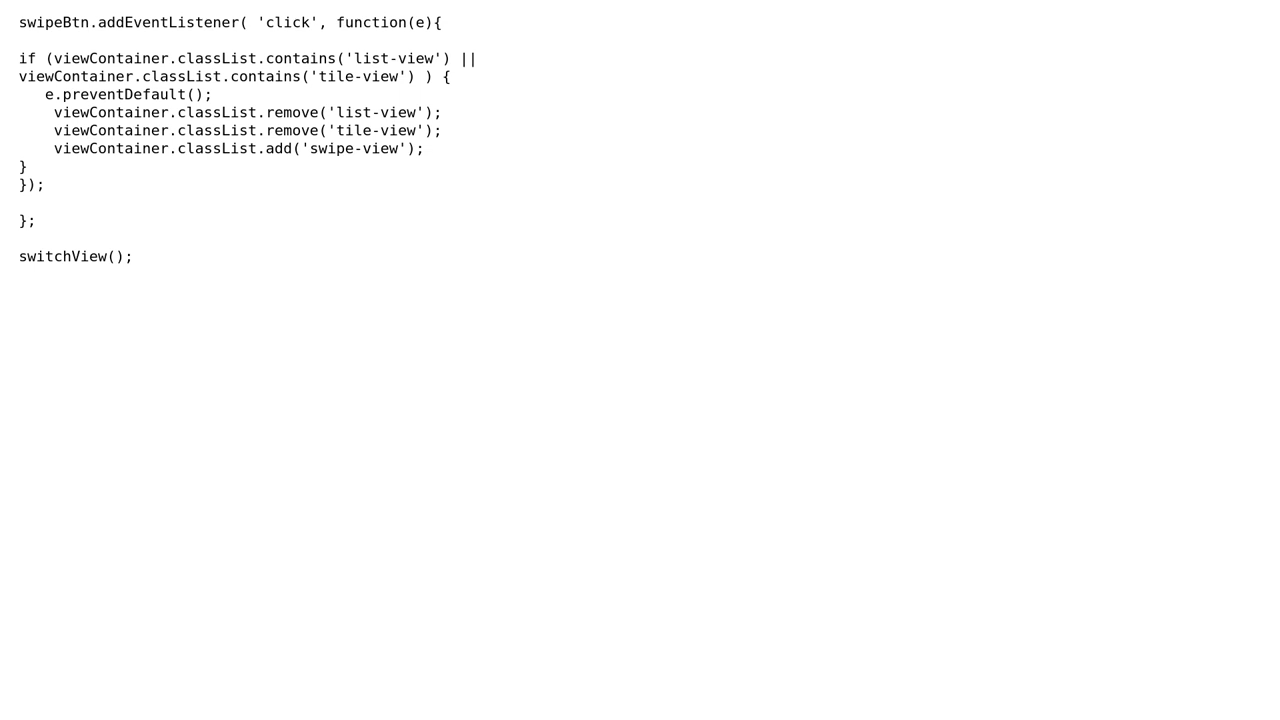 swipeBtn.addEventListener( 'click', function(e){

if (viewContainer.classList.contains('list-view') ||
viewContainer.classList.contains('tile-view') ) {
   e.preventDefault();
    viewContainer.classList.remove('list-view');
    viewContainer.classList.remove('tile-view');
    viewContainer.classList.add('swipe-view');
}
});

};

switchView();